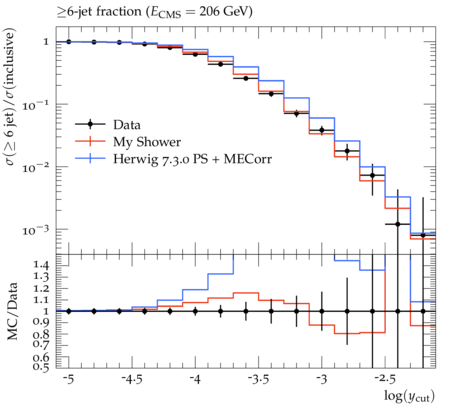 ≥6-jet fraction (E_CMS = 206 GeV)
σ(≥ 6 jet)/σ(inclusive)
1
10⁻¹
10⁻²
10⁻³
Data
My Shower
Herwig 7.3.0 PS + MECorr
MC/Data
1.4
1.3
1.2
1.1
1
0.9
0.8
0.7
0.6
0.5
-5 -4.5 -4 -3.5 -3 -2.5
log(y_cut)